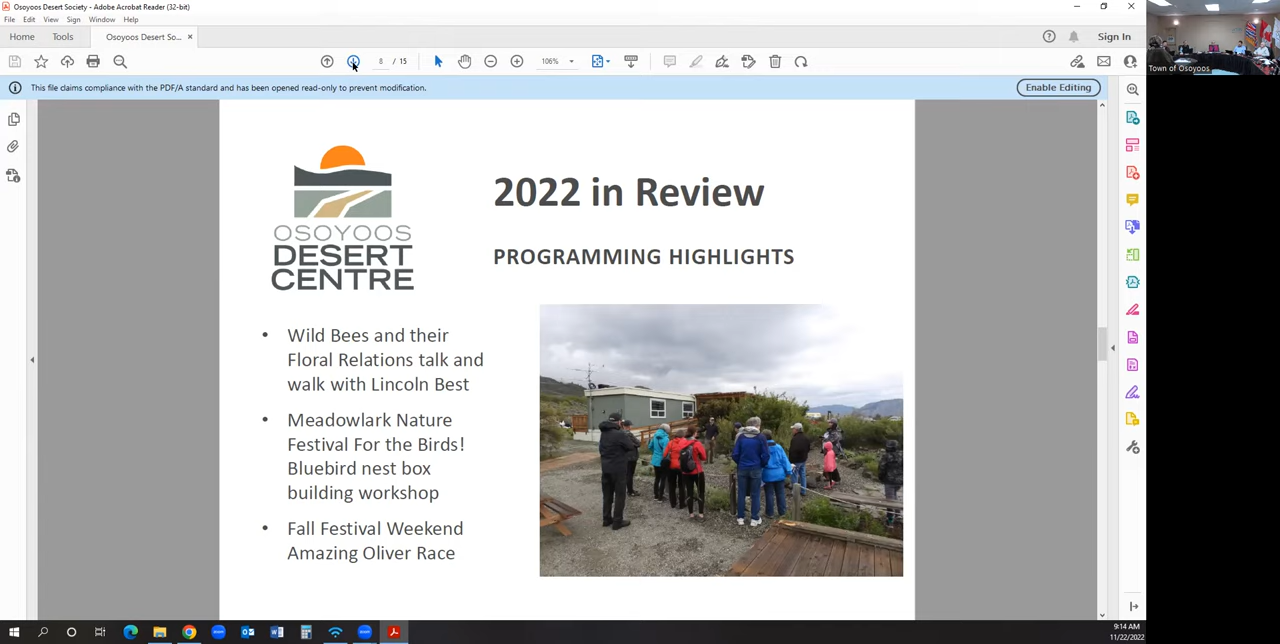 Osoyoos Desert Society - Adobe Acrobat Reader (32-bit)
File Edit View Sign Window Help
Home Tools Osoyoos Desert So... ×
Sign In
8 / 15
106%
This file claims compliance with the PDF/A standard and has been opened read-only to prevent modification.
Enable Editing
Town of Osoyoos
OSOYOOS
DESERT
CENTRE
2022 in Review
PROGRAMMING HIGHLIGHTS
• Wild Bees and their
Floral Relations talk and
walk with Lincoln Best
• Meadowlark Nature
Festival For the Birds!
Bluebird nest box
building workshop
• Fall Festival Weekend
Amazing Oliver Race
9:14 AM
11/22/2022